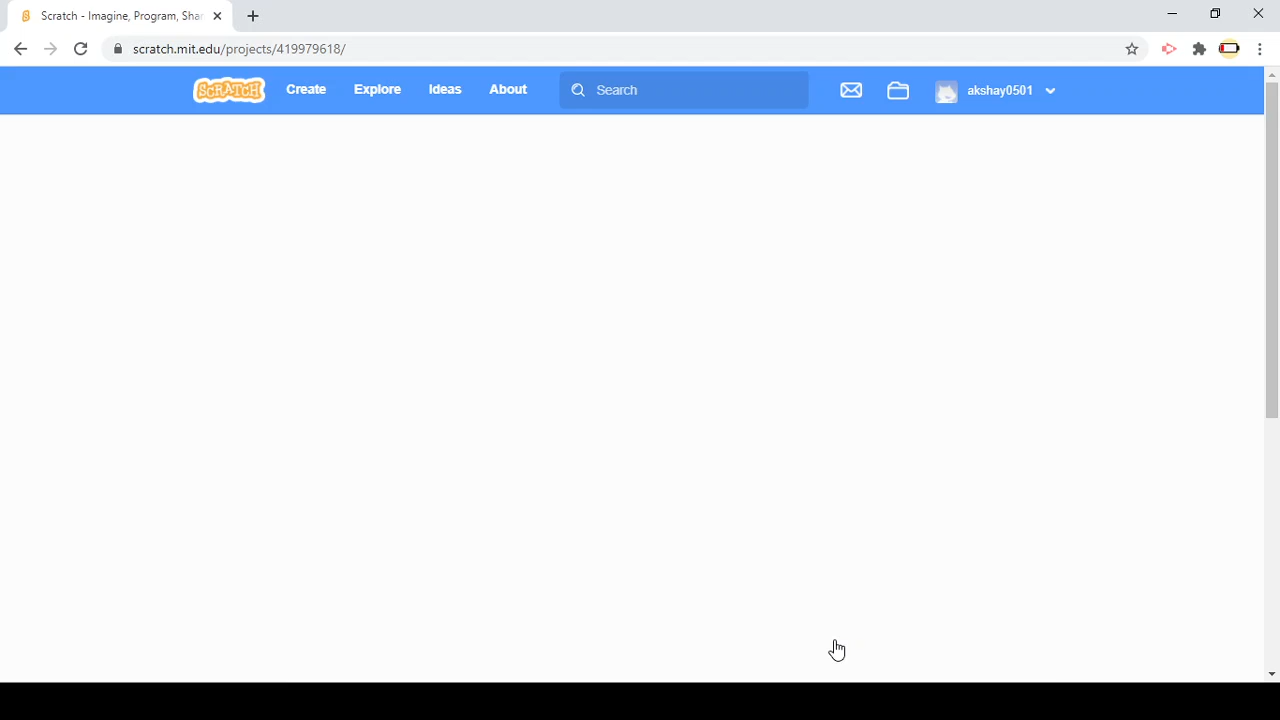 Scratch - Imagine, Program, Shar
scratch.mit.edu/projects/419979618/
SCRATCH Create Explore Ideas About Search akshay0501